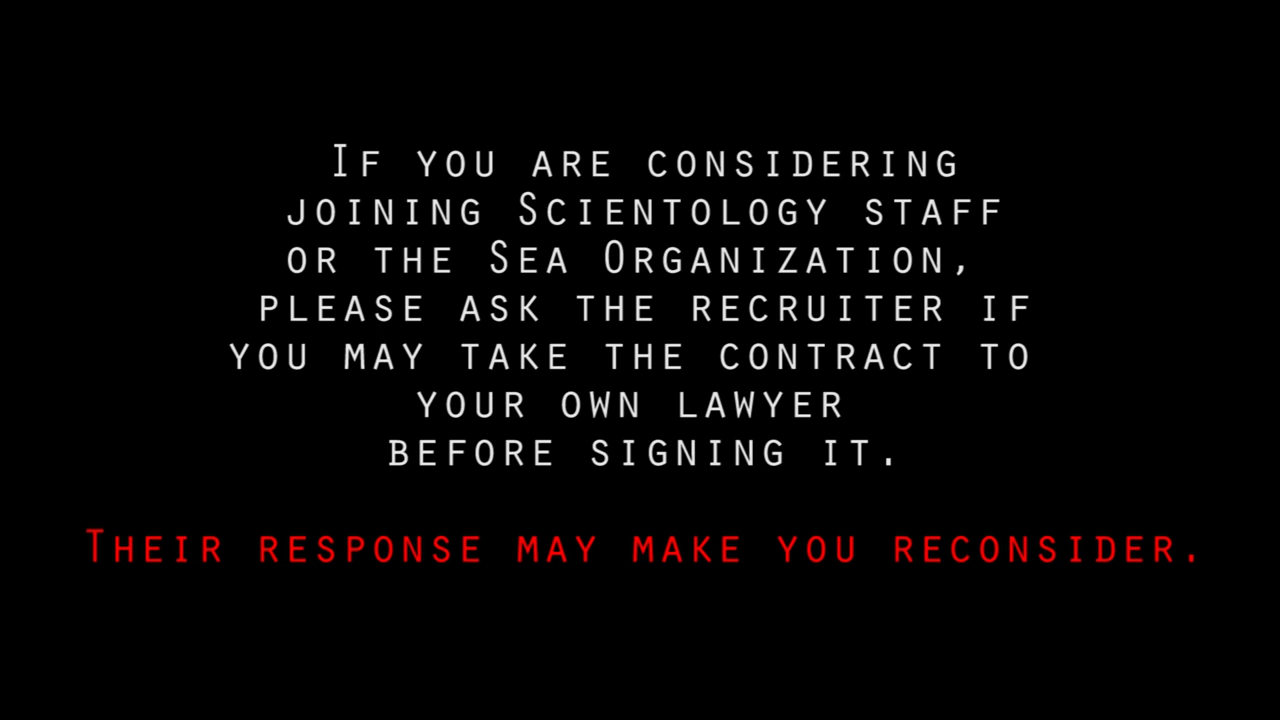 If you are considering
joining Scientology staff
or the Sea Organization,
please ask the recruiter if
you may take the contract to
your own lawyer
before signing it.
Their response may make you reconsider.